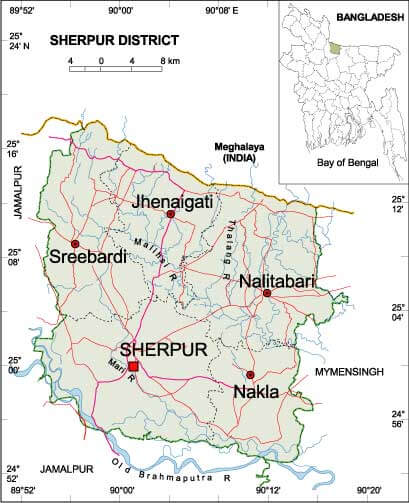 89°52' 90°00' 90°08' E
25°
24' N
SHERPUR DISTRICT
4 0 4 8 km
BANGLADESH
Bay of Bengal
Meghalaya
(INDIA)
25°
16'
JAMALPUR
25°
12'
Jhenaigati
Sreebardi
Malijhi R
Thalang R
25°
08'
Nalitabari
25°
04'
SHERPUR
25°
00'
Mari R
MYMENSINGH
Nakla
24°
56'
JAMALPUR
Old Brahmaputra R
24°
52'
89°52' 90°00' 90°12'